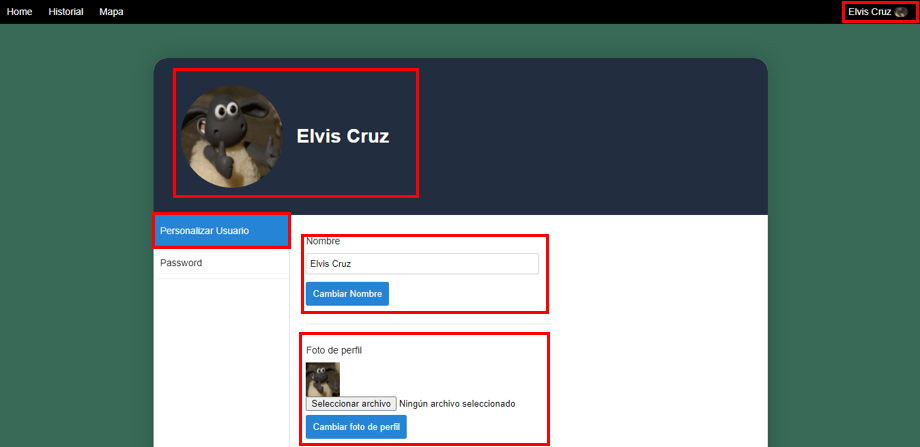 Home Historial Mapa Elvis Cruz
Elvis Cruz
Personalizar Usuario
Password
Nombre
Elvis Cruz
Cambiar Nombre
Foto de perfil
Seleccionar archivo Ningún archivo seleccionado
Cambiar foto de perfil